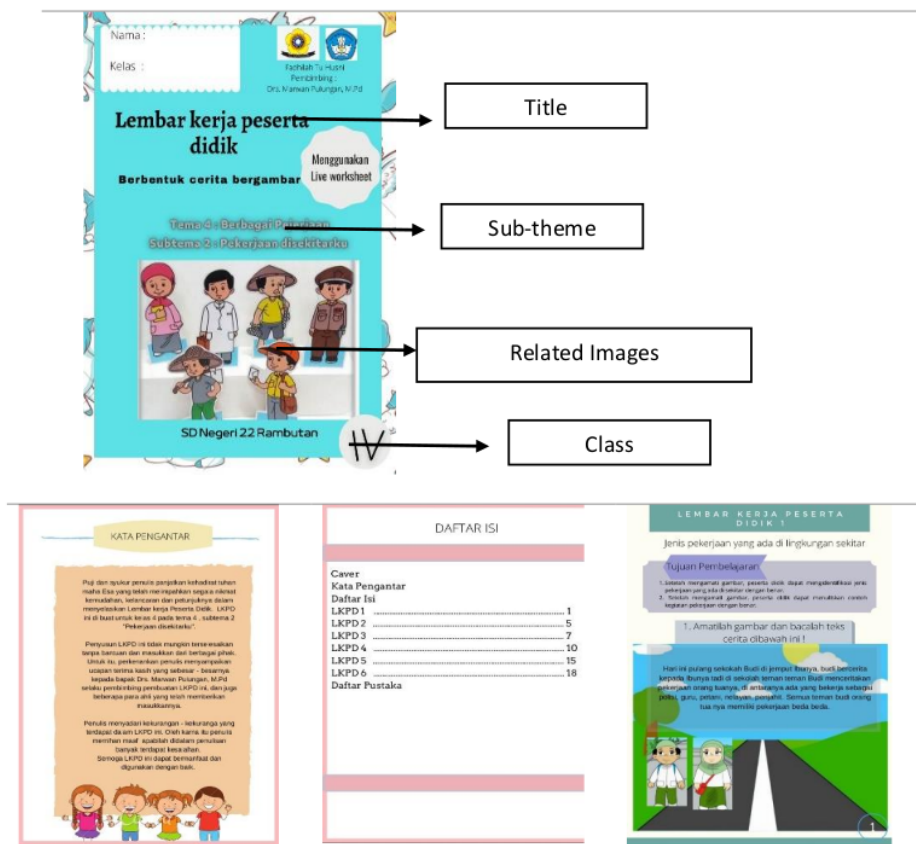 Nama :
Kelas :
Fadhilah Tu Husni
Pembimbing :
Drs. Marwan Pulungan, M.Pd
Lembar kerja peserta
didik
Menggunakan
Live worksheet
Berbentuk cerita bergambar
Tema 4 : Berbagai Pekerjaan
Subtema 2 : Pekerjaan disekitarku
SD Negeri 22 Rambutan
IV
Title
Sub-theme
Related Images
Class
KATA PENGANTAR
Puji dan syukur penulis panjatkan kehadirat tuhan
maha Esa yang telah melimpahkan segala nikmat
kemudahan, kelancaran dan petunjuknya dalam
menyelasikan Lembar kerja Peserta Didik. LKPD
ini di buat untuk kelas 4 pada tema 4 , subtema 2
"Pekerjaan disekitarku".
Penyusun LKPD ini tidak mungkin terselesaikan
tanpa bantuan dan masukkan dari berbagai pihak.
Untuk itu, perkenankan penulis menyampaikan
ucapan terima kasih yang sebesar - besarnya
kepada bapak Drs. Marwan Pulungan, M.Pd
selaku pembimbing pembuatan LKPD ini, dan juga
beberapa para ahli yang telah memberikan
masukkannya.
Penulis menyadari kekurangan - kekuranga yang
terdapat dalam LKPD ini. Oleh karna itu penulis
memihan maaf apabilah didalam penulisan
banyak terdapat kesalahan.
Semoga LKPD ini dapat bermanfaat dan
digunakan dengan baik.
DAFTAR ISI
Caver
Kata Pengantar
Daftar Isi
LKPD 1 ........ 1
LKPD 2 ........ 5
LKPD 3 ........ 7
LKPD 4 ........ 10
LKPD 5 ........ 15
LKPD 6 ........ 18
Daftar Pustaka
LEMBAR KERJA PESERTA
DIDIK 1
Jenis pekerjaan yang ada di lingkungan sekitar
Tujuan Pembelajaran
1. Setelah mengamati gambar, peserta didik dapat mengidentifikasi jenis
pekerjaan yang ada di sekitar dengan benar.
2. Setelah mengamati gambar, peserta didik dapat menuliskan contoh
kegiatan pekerjaan dengan benar.
1. Amatilah gambar dan bacalah teks
cerita dibawah ini !
Hari ini pulang sekokah Budi di jemput ibunya, budi bercerita
kepada ibunya tadi di sekolah teman teman Budi menceritakan
pekerjaan orang tuanya, di antaranya ada yang bekerja sebagai
polisi, guru, petani, nelayan, penjahit. Semua teman budi orang
tua nya memiliki pekerjaan beda beda.
1